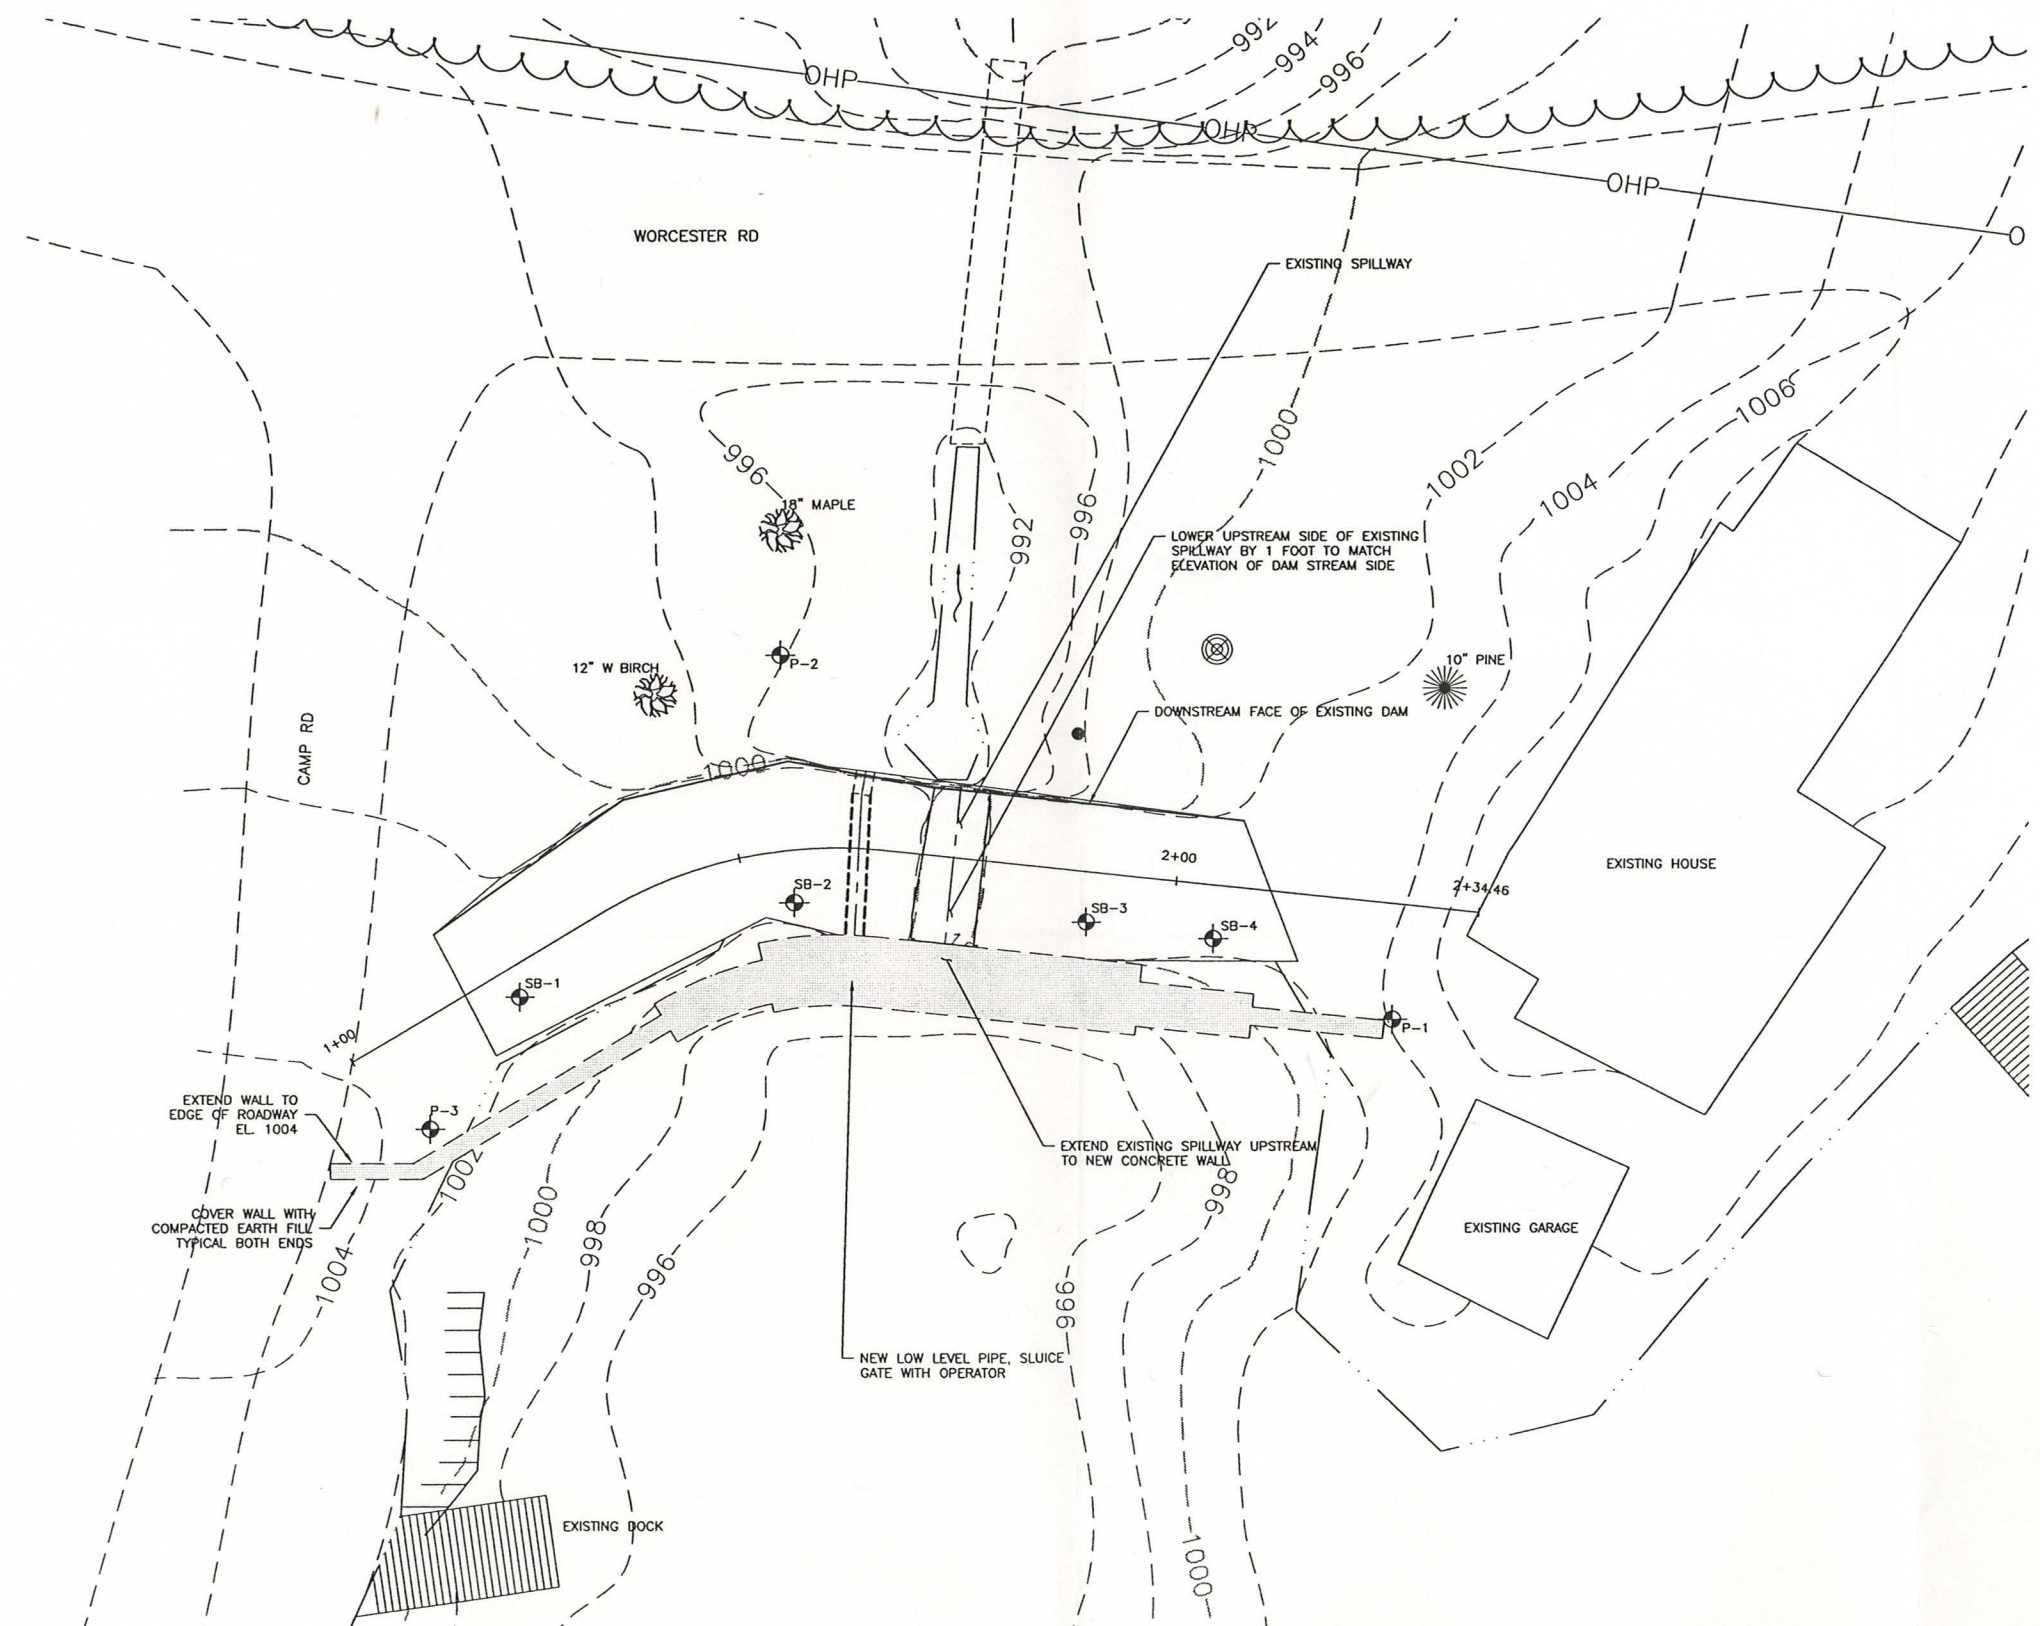 992
994
996
OHP
OHP
OHP
O
WORCESTER RD
EXISTING SPILLWAY
1006
1000
1002
1004
996
18" MAPLE
992
996
LOWER UPSTREAM SIDE OF EXISTING
SPILLWAY BY 1 FOOT TO MATCH
ELEVATION OF DAM STREAM SIDE
P-2
12" W BIRCH
10" PINE
CAMP RD
DOWNSTREAM FACE OF EXISTING DAM
1000
2+00
EXISTING HOUSE
2+34.46
SB-2
SB-3
SB-4
SB-1
P-1
1+00
EXTEND WALL TO
EDGE OF ROADWAY
EL. 1004
P-3
EXTEND EXISTING SPILLWAY UPSTREAM
TO NEW CONCRETE WALL
1002
1000
998
996
998
COVER WALL WITH
COMPACTED EARTH FILL
TYPICAL BOTH ENDS
1004
EXISTING GARAGE
966
NEW LOW LEVEL PIPE, SLUICE
GATE WITH OPERATOR
EXISTING DOCK
1000